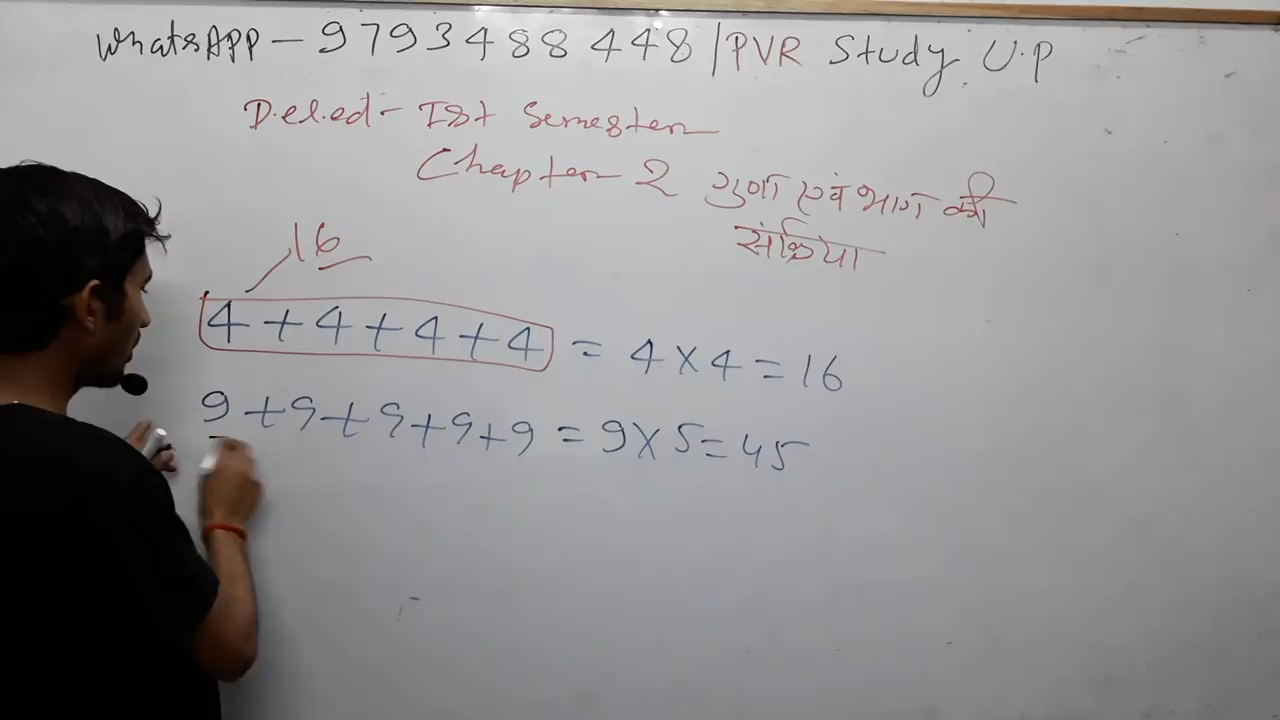 WhatsAPP - 9793488448 | PVR Study U.P
D.el.ed - Ist Semester
Chapter 2 गुणा एवं भाग की
संक्रिया
16
4 + 4 + 4 + 4 = 4 × 4 = 16
9 + 9 + 9 + 9 + 9 = 9 × 5 = 45